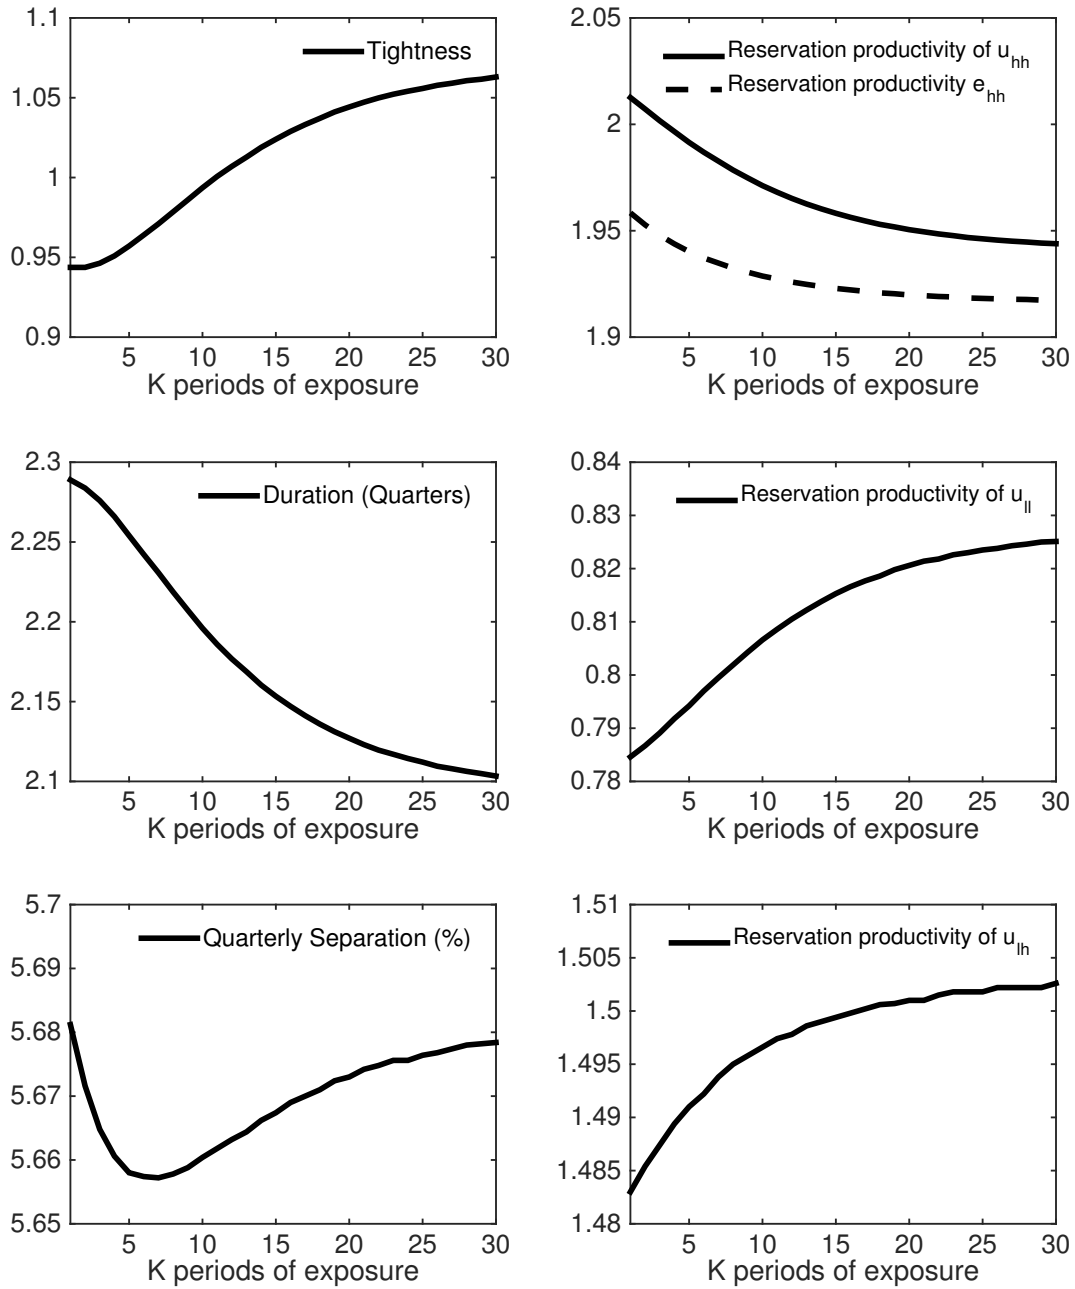 1.1
1.05
1
0.95
0.9
Tightness
5 10 15 20 25 30
K periods of exposure
2.05
2
1.95
1.9
Reservation productivity of u_hh
Reservation productivity e_hh
5 10 15 20 25 30
K periods of exposure
2.3
2.25
2.2
2.15
2.1
Duration (Quarters)
5 10 15 20 25 30
K periods of exposure
0.84
0.83
0.82
0.81
0.8
0.79
0.78
Reservation productivity of u_ll
5 10 15 20 25 30
K periods of exposure
5.7
5.69
5.68
5.67
5.66
5.65
Quarterly Separation (%)
5 10 15 20 25 30
K periods of exposure
1.51
1.505
1.5
1.495
1.49
1.485
1.48
Reservation productivity of u_lh
5 10 15 20 25 30
K periods of exposure